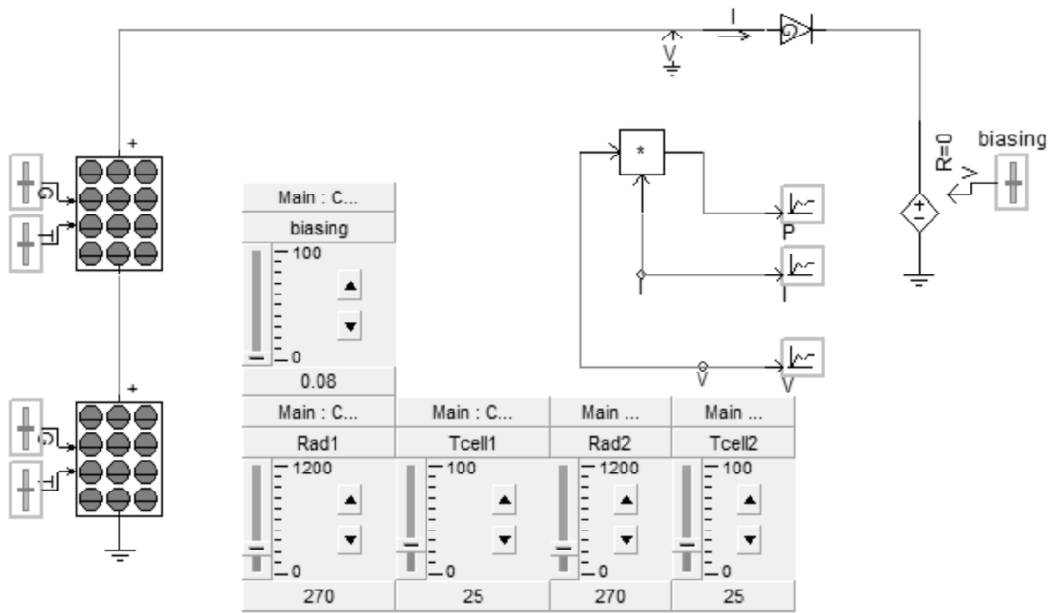 I
G
V
R=0
V
biasing
+
+
−
*
P
I
I
V
V
+
G
T
+
G
T
Main : C...
biasing
100
0
0.08
Main : C...
Main : C...
Main ...
Main ...
Rad1
Tcell1
Rad2
Tcell2
1200
100
1200
100
0
0
0
0
270
25
270
25